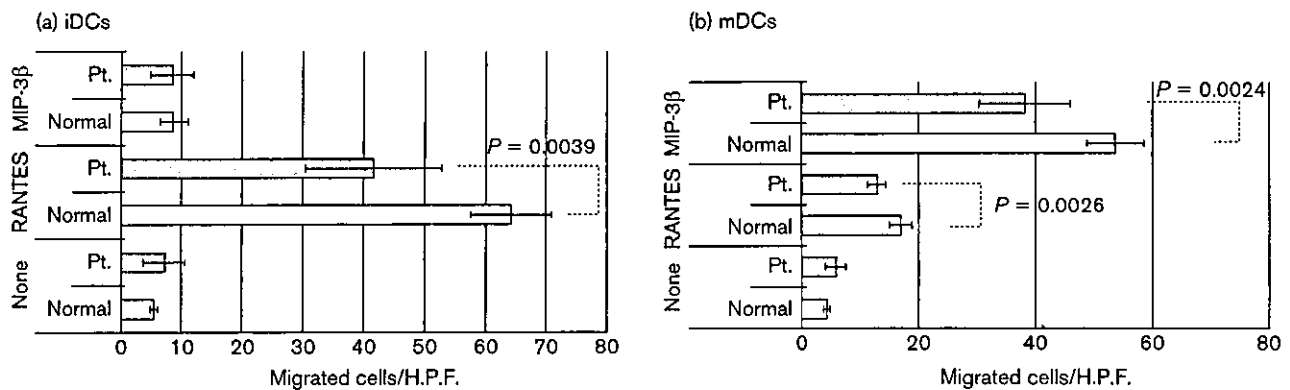 (a) iDCs
MIP-3β
Pt.
Normal
RANTES
Pt.
Normal
P = 0.0039
None
Pt.
Normal
0 10 20 30 40 50 60 70 80
Migrated cells/H.P.F.
(b) mDCs
MIP-3β
Pt.
Normal
P = 0.0024
RANTES
Pt.
Normal
P = 0.0026
None
Pt.
Normal
0 20 40 60 80
Migrated cells/H.P.F.